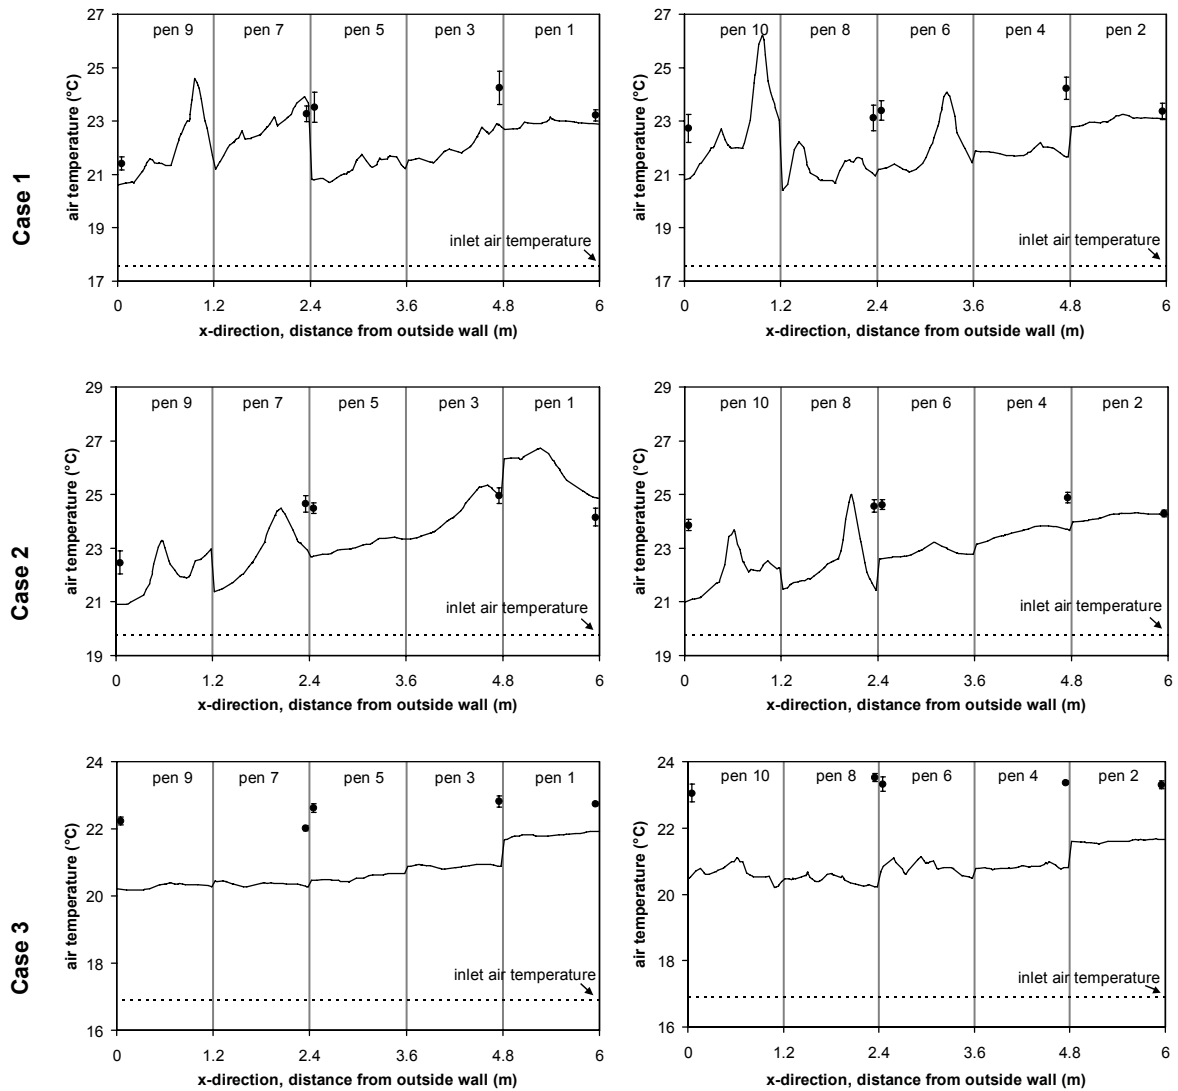 Case 1
27
25
23
21
19
17
air temperature (°C)
pen 9 pen 7 pen 5 pen 3 pen 1
inlet air temperature
0 1.2 2.4 3.6 4.8 6
x-direction, distance from outside wall (m)
27
25
23
21
19
17
air temperature (°C)
pen 10 pen 8 pen 6 pen 4 pen 2
inlet air temperature
0 1.2 2.4 3.6 4.8 6
x-direction, distance from outside wall (m)
Case 2
29
27
25
23
21
19
air temperature (°C)
pen 9 pen 7 pen 5 pen 3 pen 1
inlet air temperature
0 1.2 2.4 3.6 4.8 6
x-direction, distance from outside wall (m)
29
27
25
23
21
19
air temperature (°C)
pen 10 pen 8 pen 6 pen 4 pen 2
inlet air temperature
0 1.2 2.4 3.6 4.8 6
x-direction, distance from outside wall (m)
Case 3
24
22
20
18
16
air temperature (°C)
pen 9 pen 7 pen 5 pen 3 pen 1
inlet air temperature
0 1.2 2.4 3.6 4.8 6
x-direction, distance from outside wall (m)
24
22
20
18
16
air temperature (°C)
pen 10 pen 8 pen 6 pen 4 pen 2
inlet air temperature
0 1.2 2.4 3.6 4.8 6
x-direction, distance from outside wall (m)